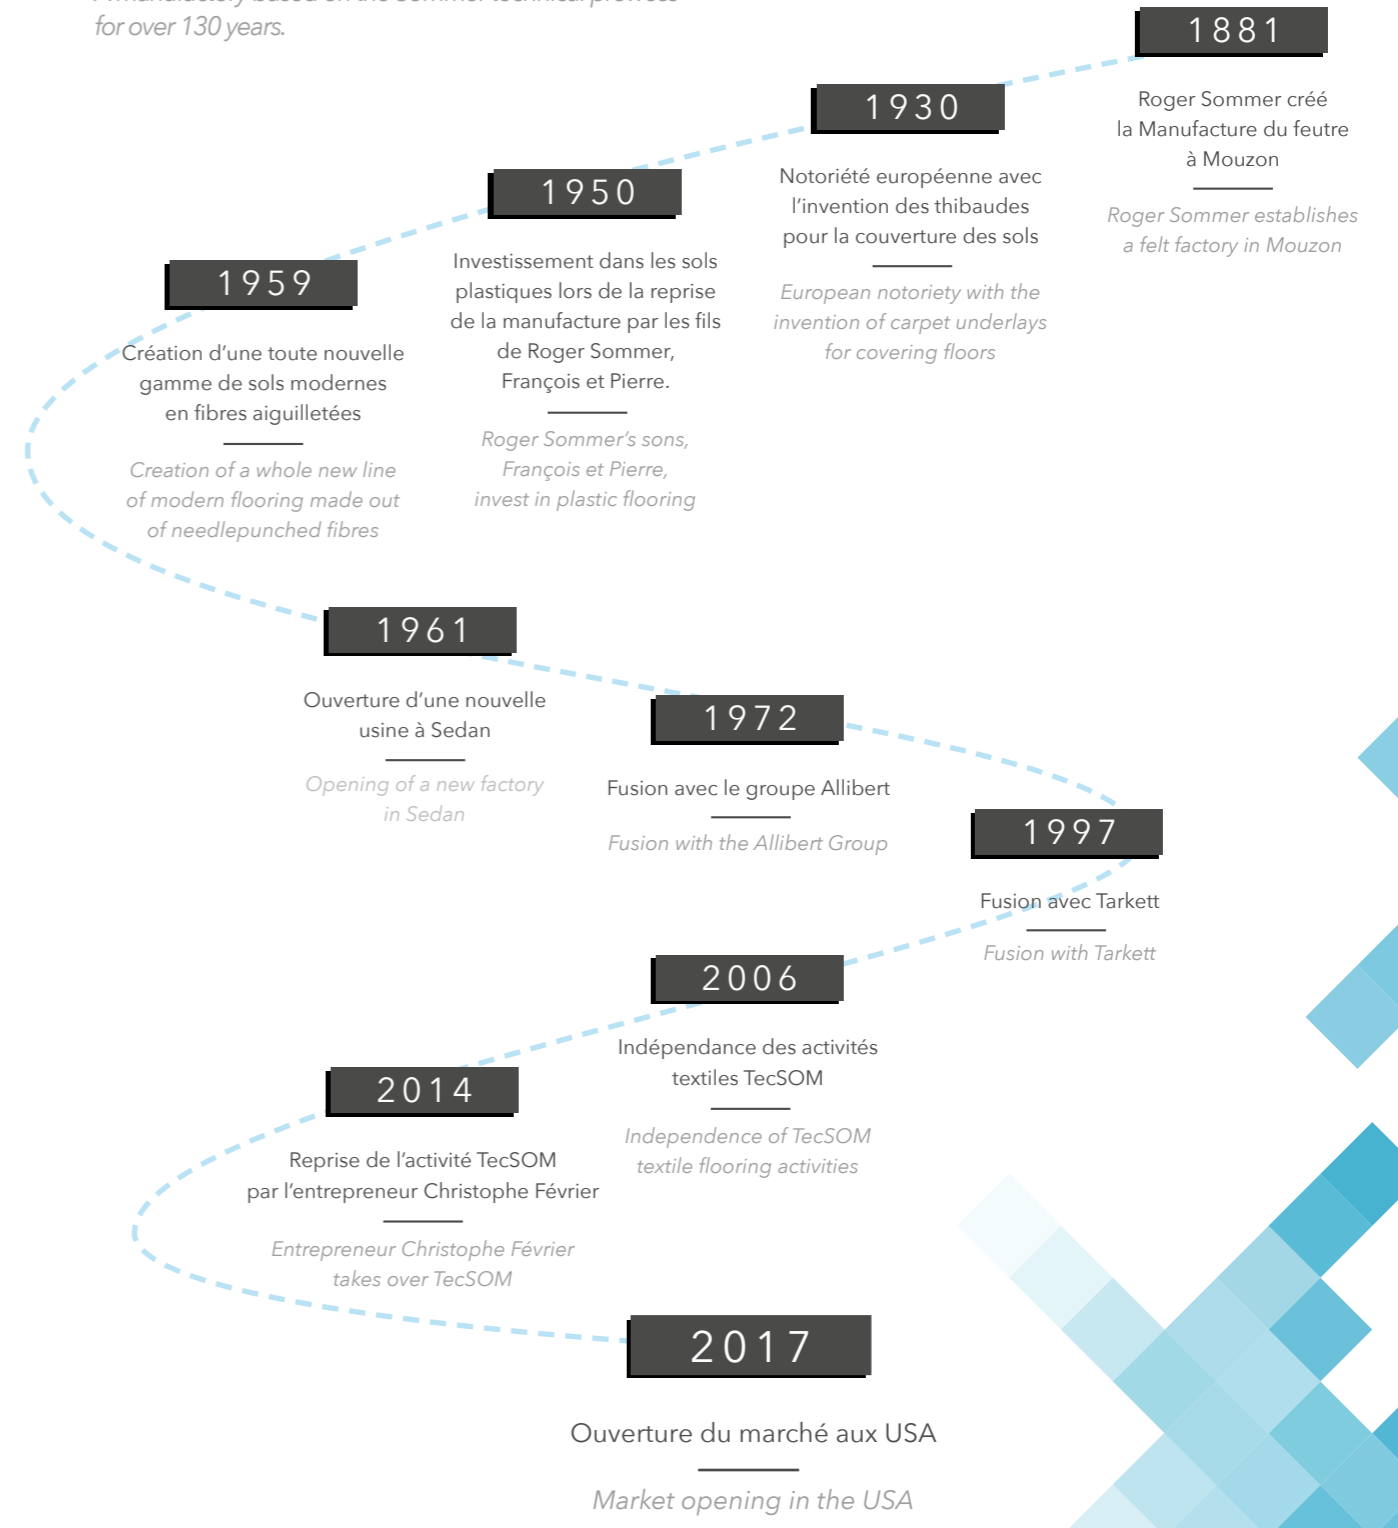 for over 130 years.
1881
Roger Sommer créé
la Manufacture du feutre
à Mouzon
Roger Sommer establishes
a felt factory in Mouzon
1930
Notoriété européenne avec
l’invention des thibaudes
pour la couverture des sols
European notoriety with the
invention of carpet underlays
for covering floors
1950
Investissement dans les sols
plastiques lors de la reprise
de la manufacture par les fils
de Roger Sommer,
François et Pierre.
Roger Sommer’s sons,
François et Pierre,
invest in plastic flooring
1959
Création d’une toute nouvelle
gamme de sols modernes
en fibres aiguilletées
Creation of a whole new line
of modern flooring made out
of needlepunched fibres
1961
Ouverture d’une nouvelle
usine à Sedan
Opening of a new factory
in Sedan
1972
Fusion avec le groupe Allibert
Fusion with the Allibert Group
1997
Fusion avec Tarkett
Fusion with Tarkett
2006
Indépendance des activités
textiles TecSOM
Independence of TecSOM
textile flooring activities
2014
Reprise de l’activité TecSOM
par l’entrepreneur Christophe Février
Entrepreneur Christophe Février
takes over TecSOM
2017
Ouverture du marché aux USA
Market opening in the USA